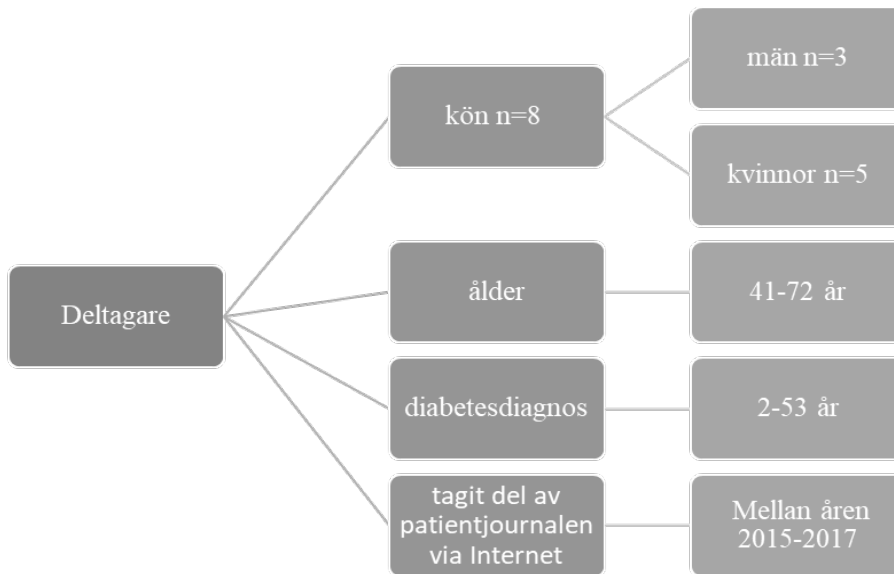 Deltagare
kön n=8
män n=3
kvinnor n=5
ålder
41-72 år
diabetesdiagnos
2-53 år
tagit del av
patientjournalen
via Internet
Mellan åren
2015-2017